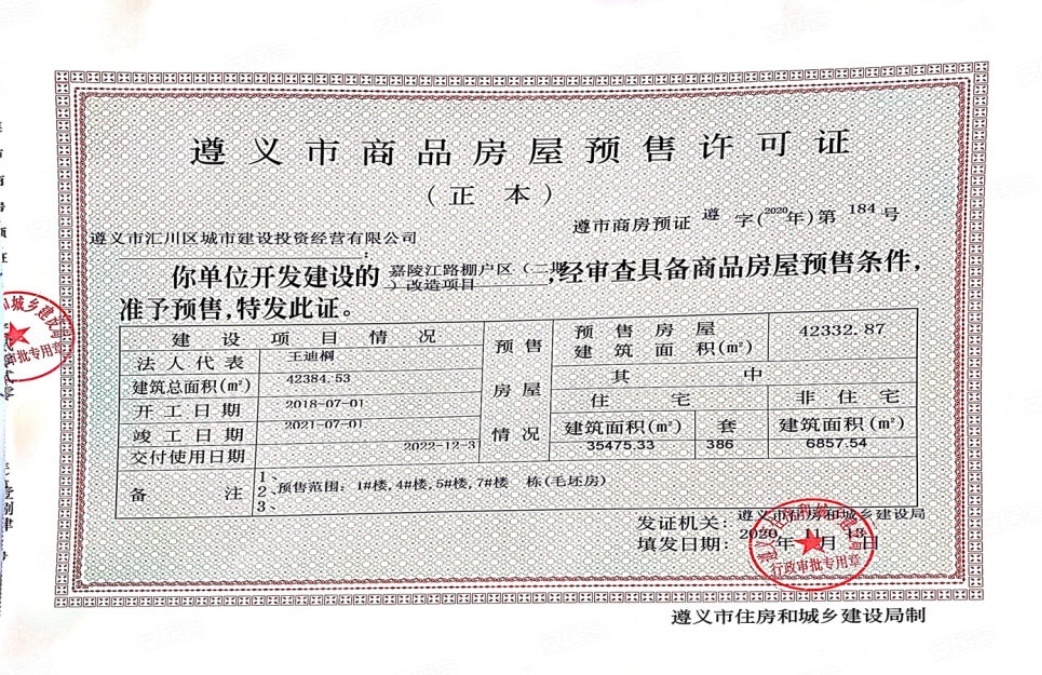 遵义市商品房屋预售许可证
(正 本)
遵市商房预证 遵 字(2020年)第 184 号
遵义市汇川区城市建设投资经营有限公司:
你单位开发建设的 嘉陵江路棚户区(二期)改造项目,经审查具备商品房屋预售条件,
准予预售,特发此证。
建设项目情况
法人代表 王迪桐
建筑总面积(m²) 42384.53
开工日期 2018-07-01
竣工日期 2021-07-01
交付使用日期 2022-12-3
预售房屋情况
预售房屋建筑面积(m²) 42332.87
其 中
住 宅 非住宅
建筑面积(m²) 套 建筑面积(m²)
35475.33 386 6857.54
备 注
1、
2、预售范围:1#楼,4#楼,5#楼,7#楼 栋(毛坯房)
3、
发证机关:遵义市住房和城乡建设局
填发日期:2020年11月13日
行政审批专用章
遵义市住房和城乡建设局制